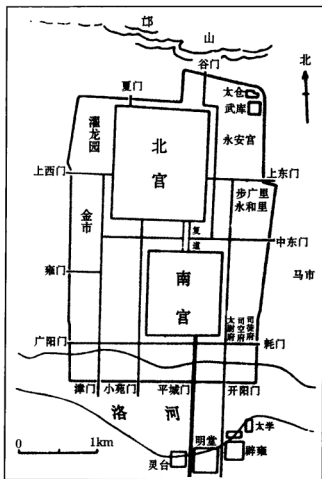 邙
山
北
谷门
夏门
太仓
武库
濯龙园
北宫
永安宫
上西门
上东门
步广里
永和里
金市
复道
中东门
马市
雍门
南宫
太尉府
司空府
司徒府
广阳门
耗门
津门
小苑门
平城门
开阳门
洛河
太学
明堂
辟雍
灵台
0 1km